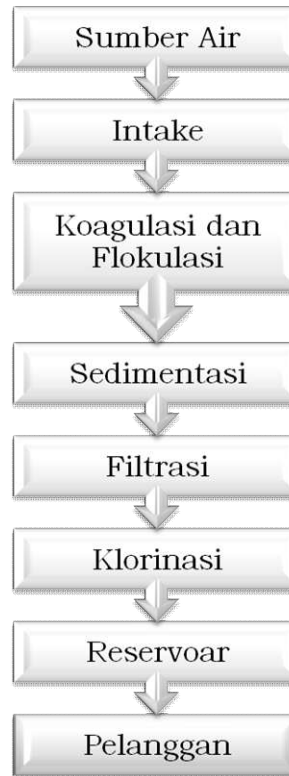 Sumber Air
Intake
Koagulasi dan
Flokulasi
Sedimentasi
Filtrasi
Klorinasi
Reservoar
Pelanggan